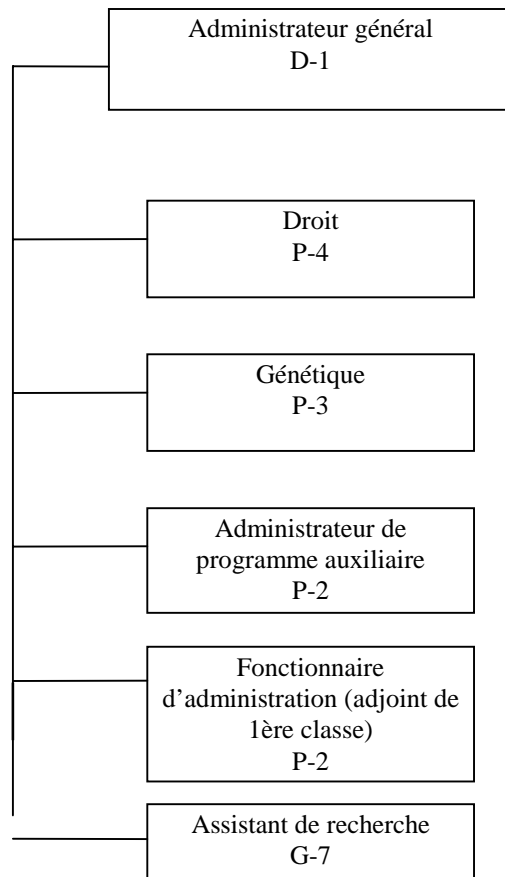 Administrateur général
D-1
Droit
P-4
Génétique
P-3
Administrateur de
programme auxiliaire
P-2
Fonctionnaire
d’administration (adjoint de
1ère classe)
P-2
Assistant de recherche
G-7